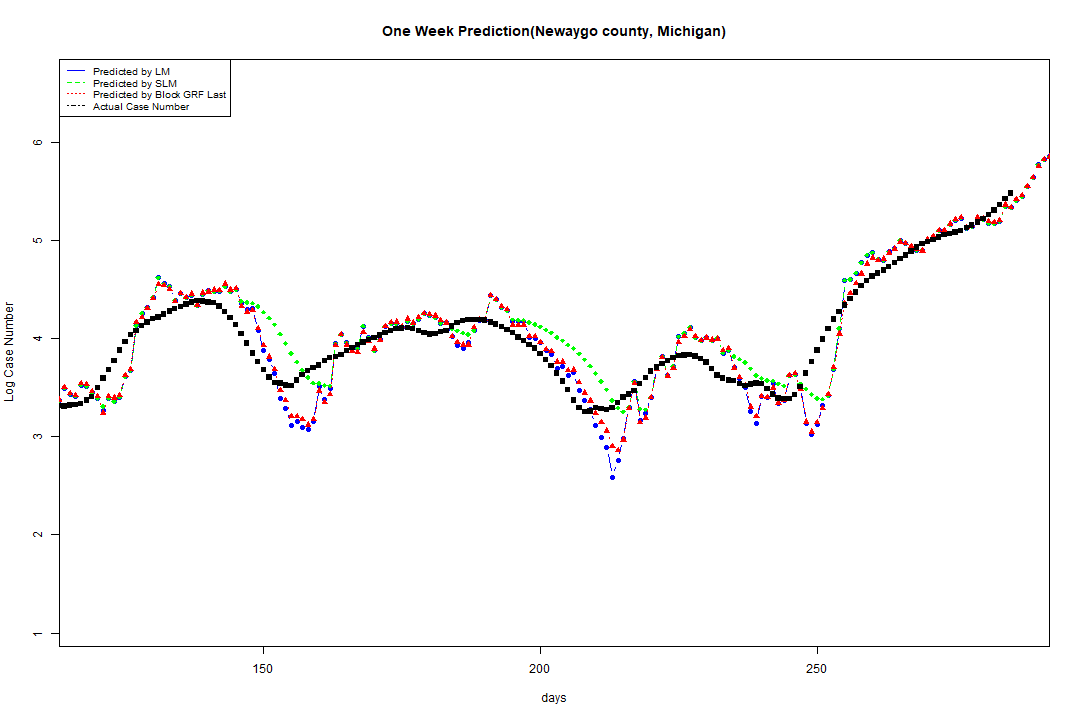 One Week Prediction(Newaygo county, Michigan)
Predicted by LM
Predicted by SLM
Predicted by Block GRF Last
Actual Case Number
Log Case Number
6
5
4
3
2
1
150
200
250
days